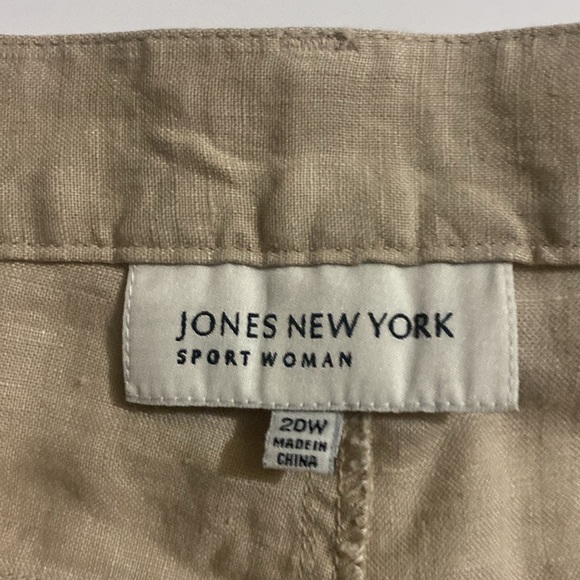 JONES NEW YORK
SPORT WOMAN
20W
MADE IN
CHINA